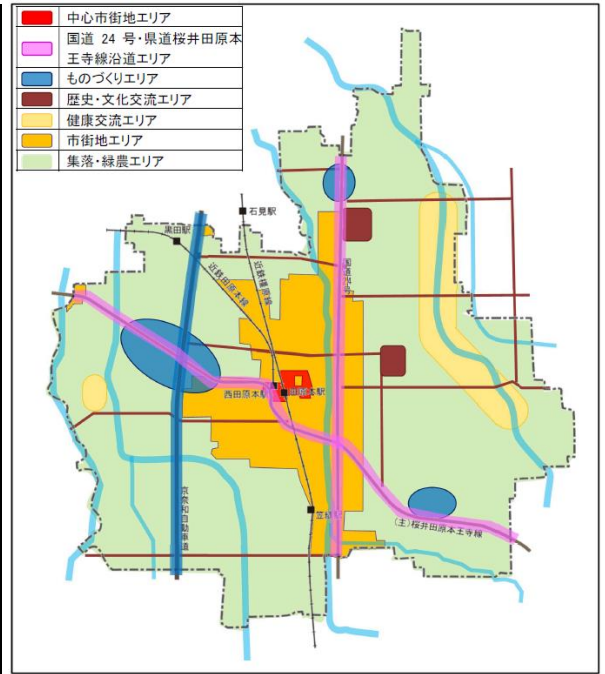 中心市街地エリア
国道 24 号・県道桜井田原本
王寺線沿道エリア
ものづくりエリア
歴史・文化交流エリア
健康交流エリア
市街地エリア
集落・緑農エリア
石見駅
黒田駅
近鉄田原本線
近鉄橿原線
国道24号
西田原本駅
田原本駅
笠縫駅
京奈和自動車道
(主)桜井田原本王寺線